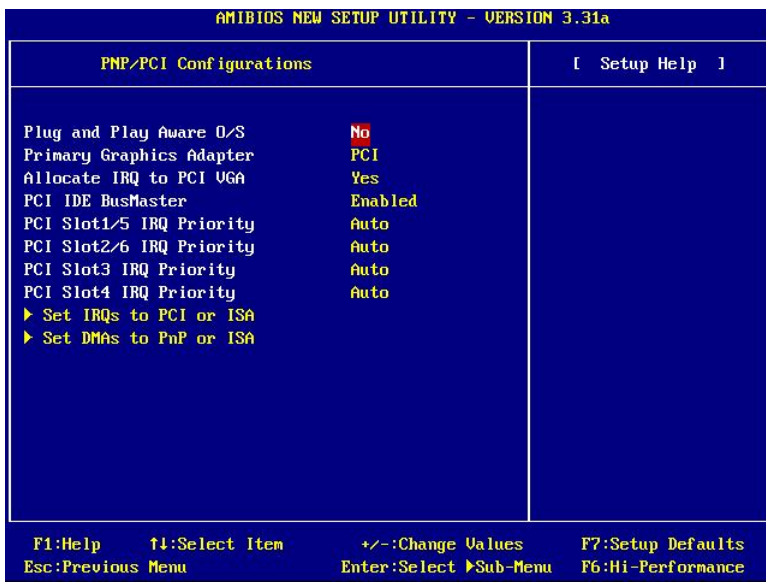 AMIBIOS NEW SETUP UTILITY - VERSION 3.31a
PNP/PCI Configurations
[ Setup Help ]
Plug and Play Aware O/S No
Primary Graphics Adapter PCI
Allocate IRQ to PCI VGA Yes
PCI IDE BusMaster Enabled
PCI Slot1/5 IRQ Priority Auto
PCI Slot2/6 IRQ Priority Auto
PCI Slot3 IRQ Priority Auto
PCI Slot4 IRQ Priority Auto
▶ Set IRQs to PCI or ISA
▶ Set DMAs to PnP or ISA
F1:Help ↑↓:Select Item +/-:Change Values F7:Setup Defaults
Esc:Previous Menu Enter:Select ▶Sub-Menu F6:Hi-Performance